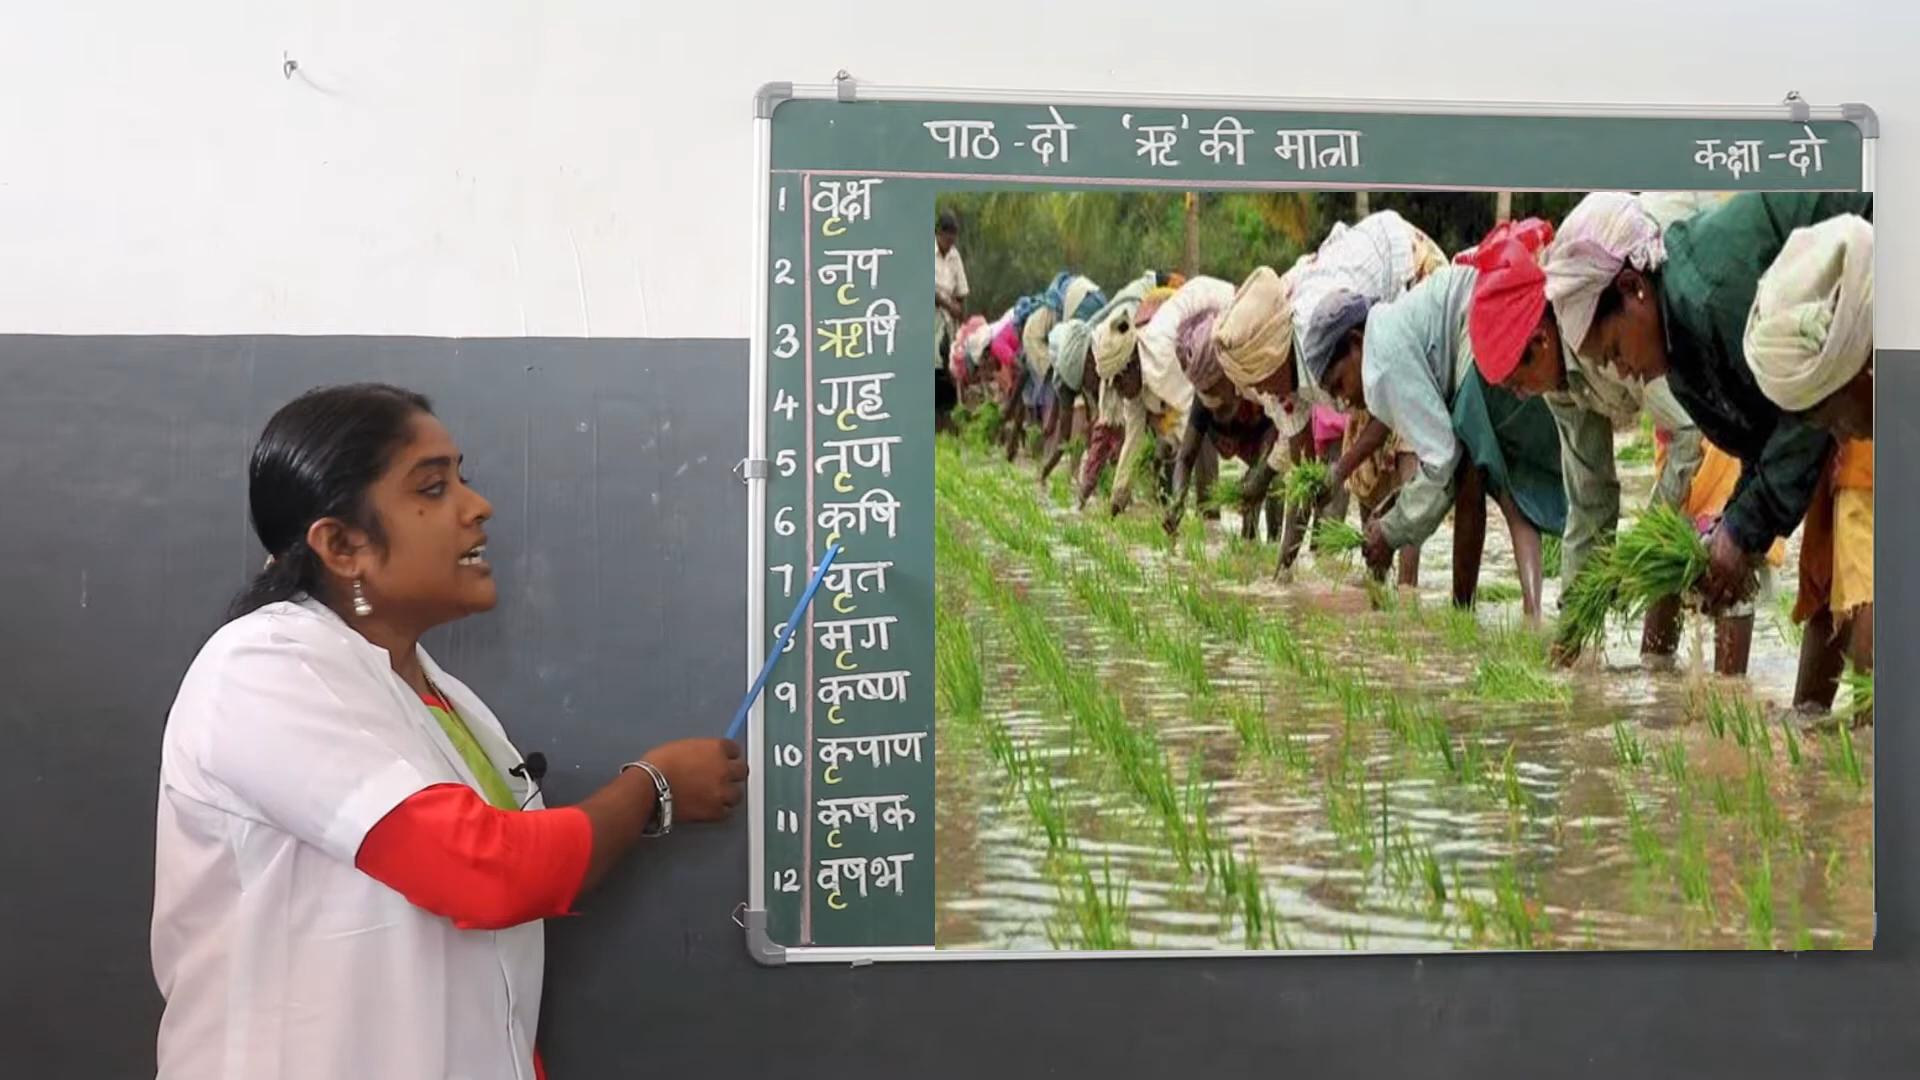 पाठ - दो 'ऋ' की मात्रा कक्षा - दो
1 वृक्ष
2 नृप
3 ऋषि
4 गृह
5 तृण
6 कृषि
7 घृत
8 मृग
9 कृष्ण
10 कृपाण
11 कृषक
12 वृषभ